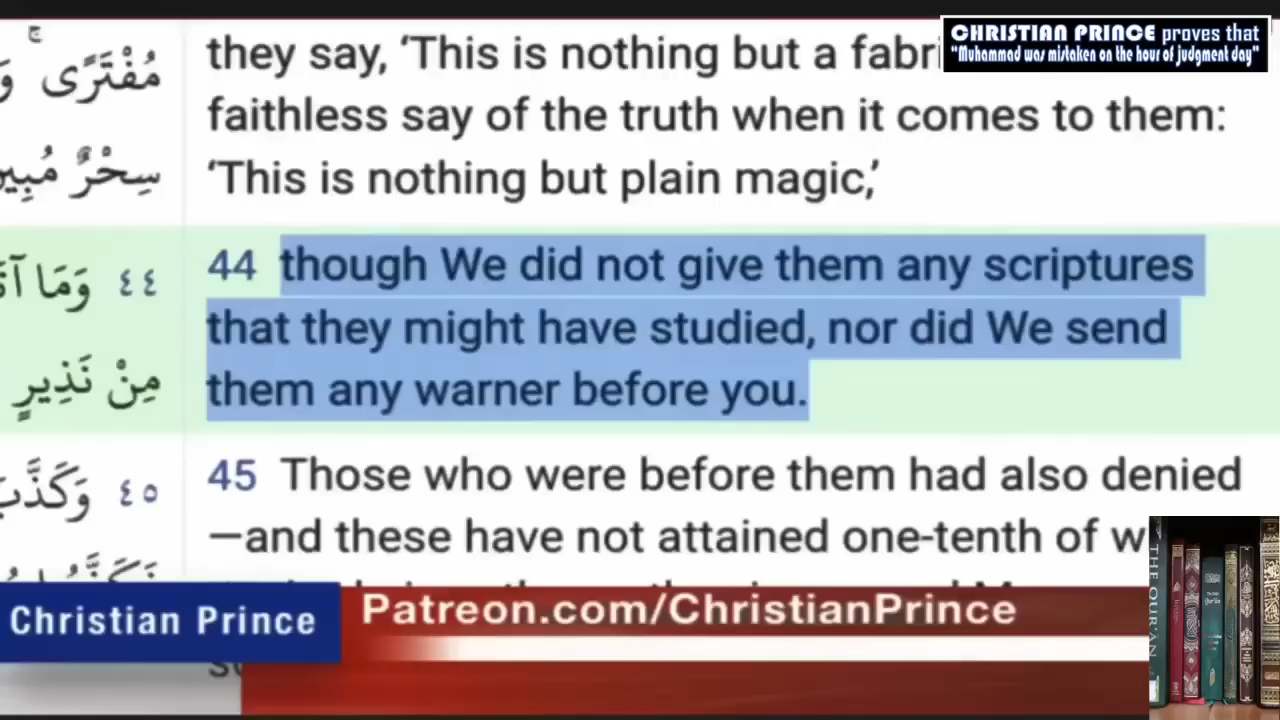 CHRISTIAN PRINCE proves that
"Muhammad was mistaken on the hour of judgment day"
they say, ‘This is nothing but a
faithless say of the truth when it comes to them:
‘This is nothing but plain magic,’
44 though We did not give them any scriptures
that they might have studied, nor did We send
them any warner before you.
45 Those who were before them had also denied
—and these have not attained one-tenth of
مُفْتَرًى ۚ
سِحْرٌ
٤٤ وَمَا
مِنْ نَذِيرٍ
٤٥
Christian Prince
Patreon.com/ChristianPrince
THE QUR'AN